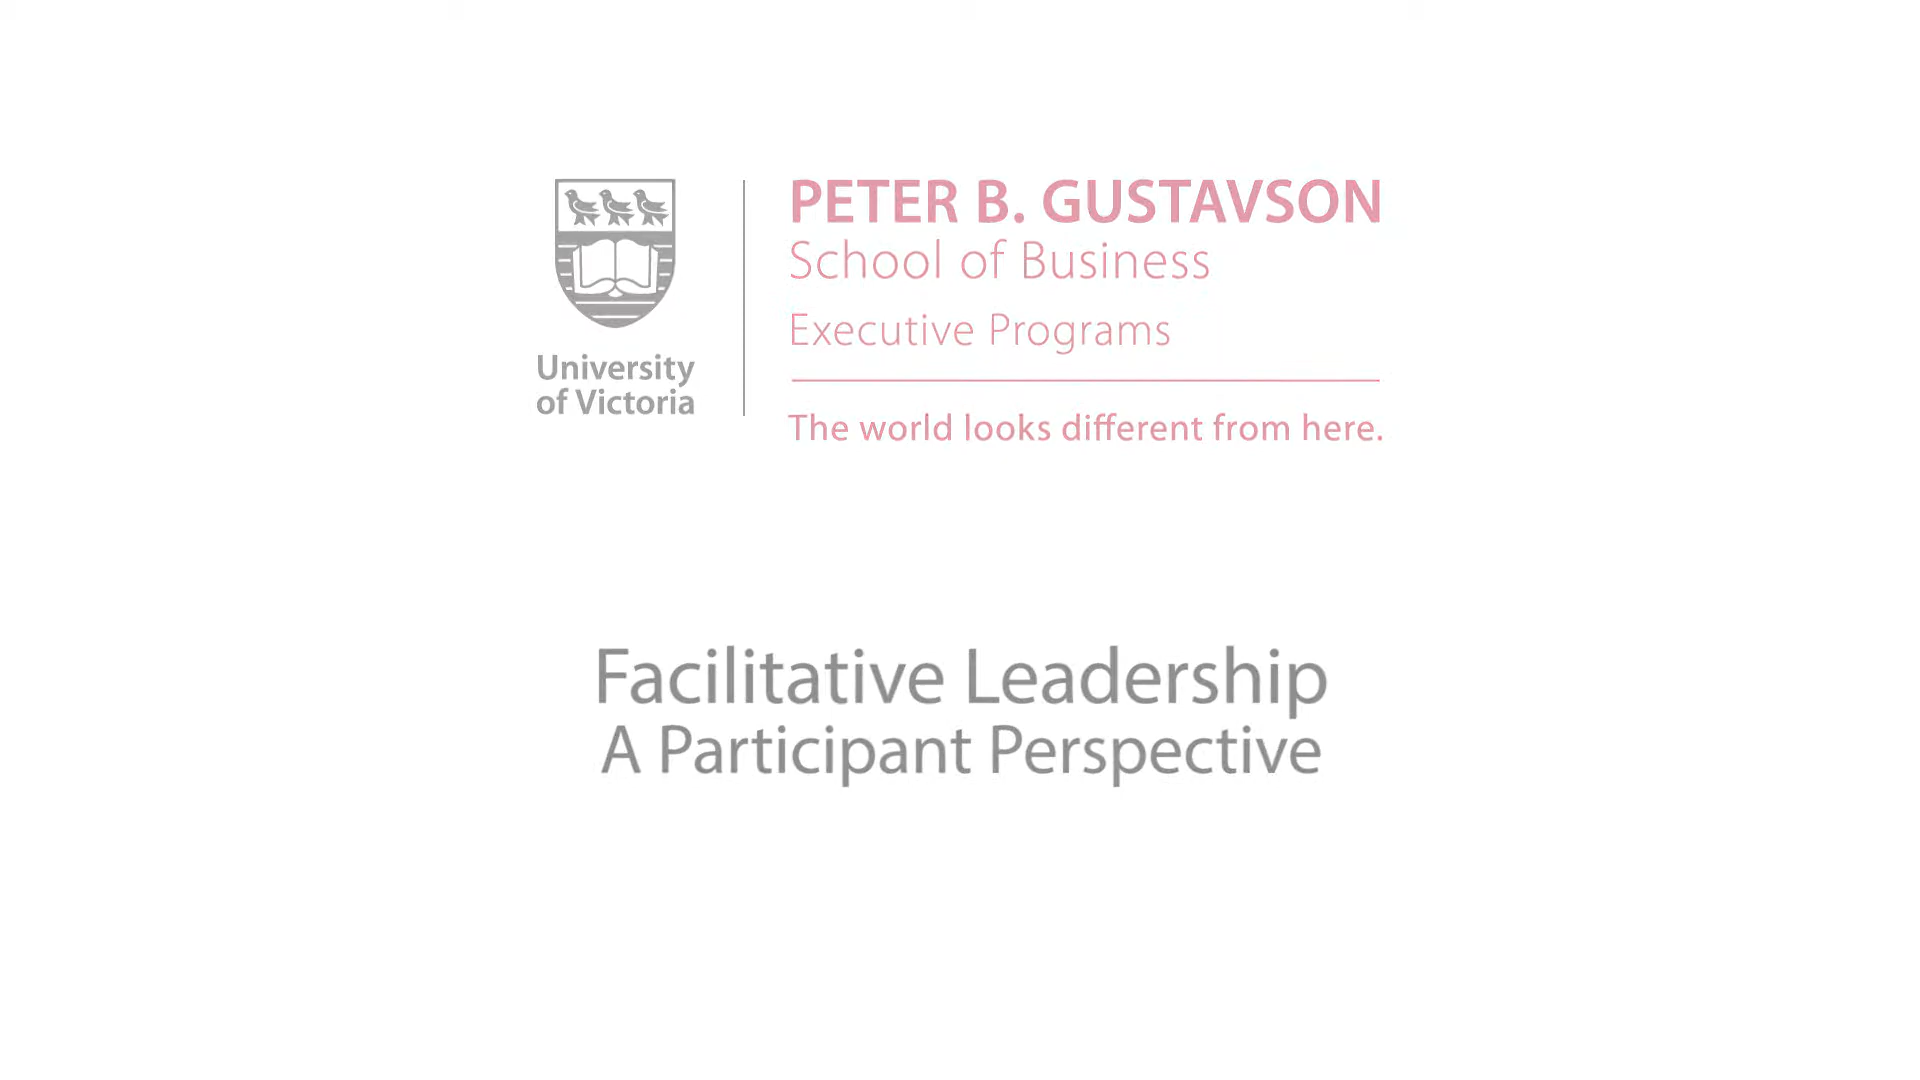 University
of Victoria
PETER B. GUSTAVSON
School of Business
Executive Programs
The world looks different from here.
Facilitative Leadership
A Participant Perspective